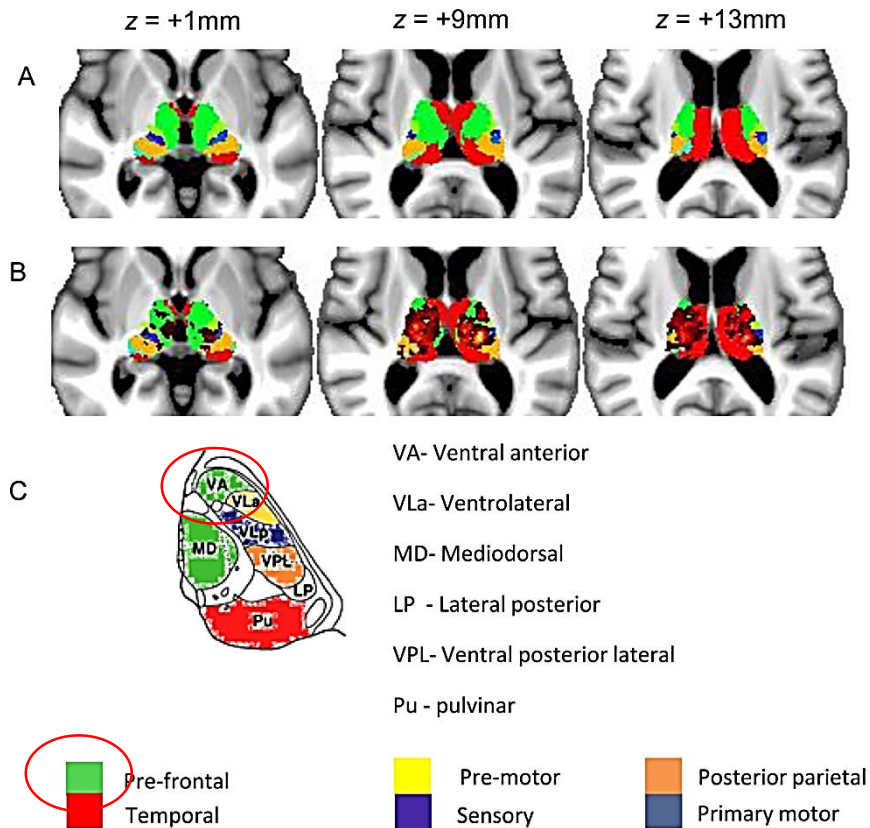 z = +1mm z = +9mm z = +13mm
A
B
C
VA
VLa
VLp
MD
VPL
LP
Pu
VA- Ventral anterior
VLa- Ventrolateral
MD- Mediodorsal
LP - Lateral posterior
VPL- Ventral posterior lateral
Pu - pulvinar
Pre-frontal Pre-motor Posterior parietal
Temporal Sensory Primary motor